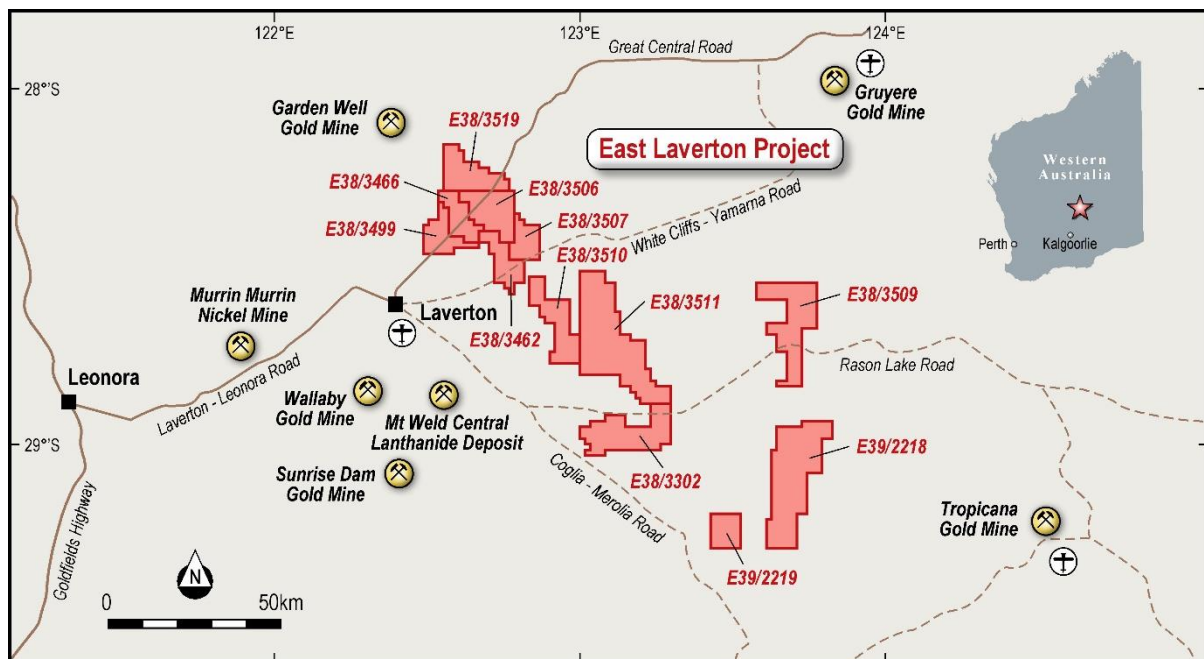 122°E
123°E
124°E
Great Central Road
28°S
Garden Well
Gold Mine
Gruyere
Gold Mine
E38/3519
East Laverton Project
E38/3466
E38/3506
Western
Australia
E38/3499
E38/3507
White Cliffs - Yamarna Road
Perth
Kalgoorlie
E38/3510
E38/3511
E38/3509
Murrin Murrin
Nickel Mine
Laverton
E38/3462
Rason Lake Road
Leonora
Laverton - Leonora Road
Wallaby
Gold Mine
Mt Weld Central
Lanthanide Deposit
29°S
E39/2218
Sunrise Dam
Gold Mine
E38/3302
Coglia - Merolia Road
Tropicana
Gold Mine
Goldfields Highway
N
E39/2219
0
50km